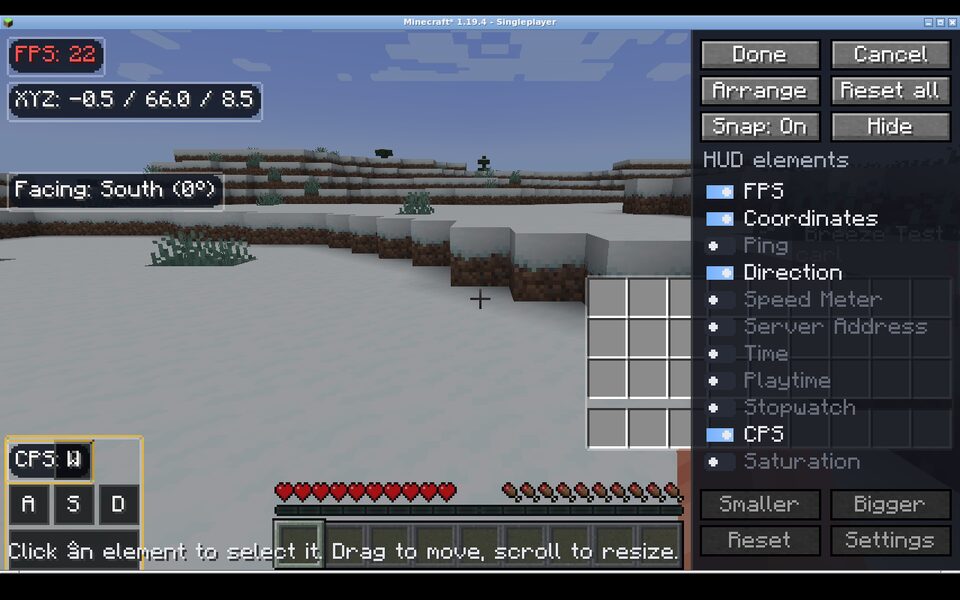 Minecraft* 1.19.4 - Singleplayer
FPS: 22
XYZ: -0.5 / 66.0 / 8.5
Facing: South (0°)
CPS: W
A S D
Click an element to select it. Drag to move, scroll to resize.
Done Cancel
Arrange Reset all
Snap: On Hide
HUD elements
FPS
Coordinates
Ping
Direction
Speed Meter
Server Address
Time
Playtime
Stopwatch
CPS
Saturation
Smaller Bigger
Reset Settings